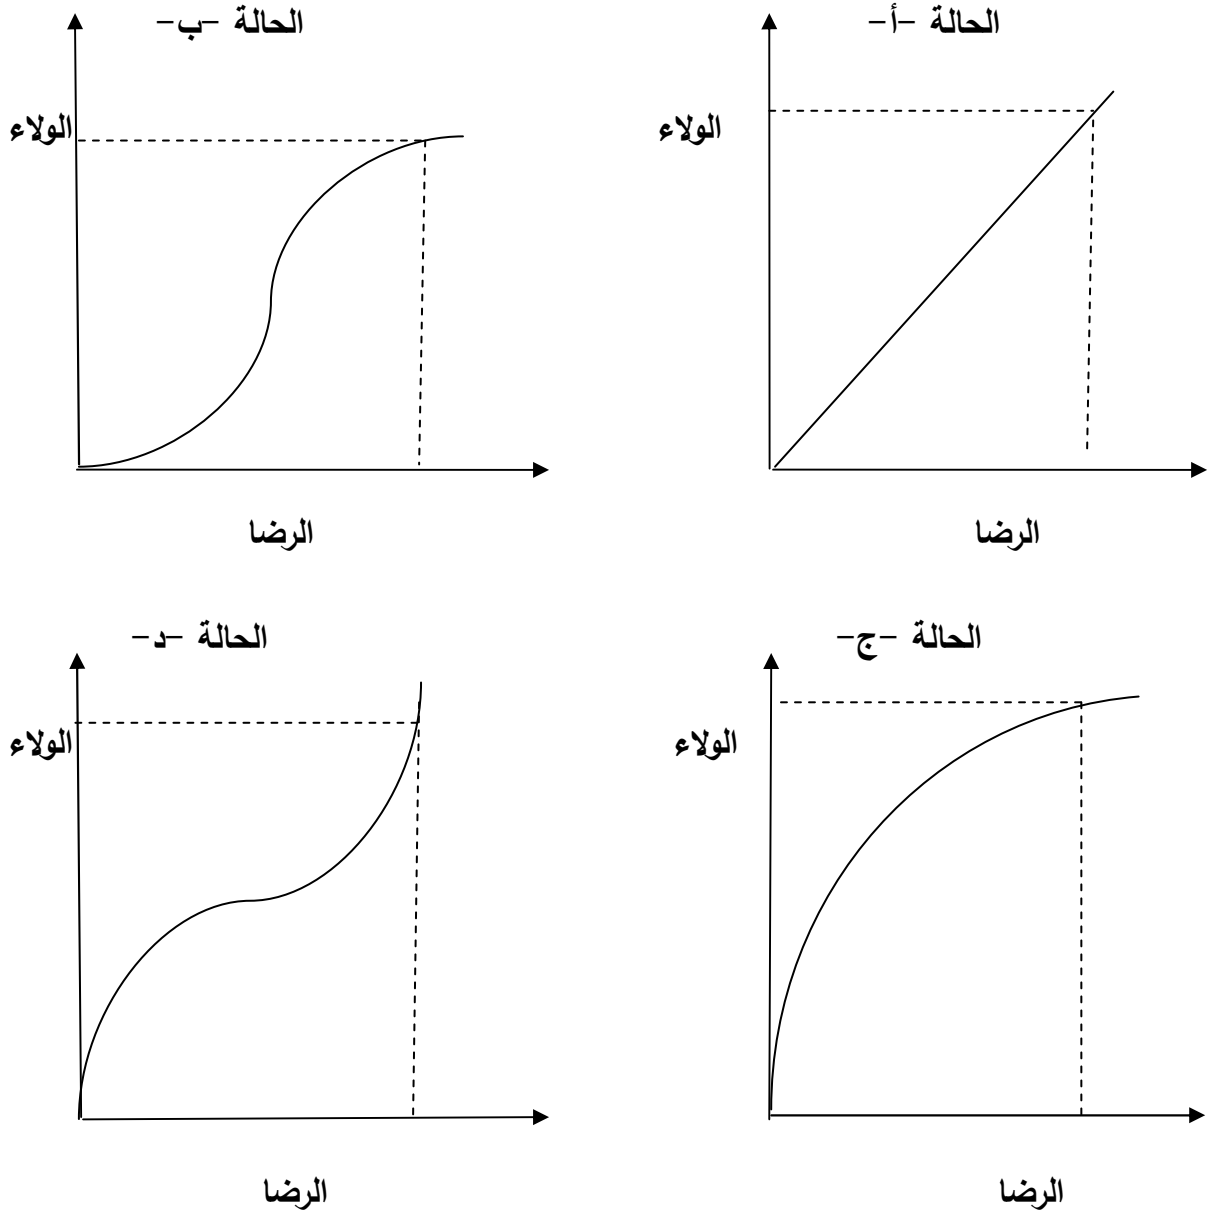 الحالة -أ-
الولاء
الرضا
الحالة -ب-
الولاء
الرضا
الحالة -ج-
الولاء
الرضا
الحالة -د-
الولاء
الرضا